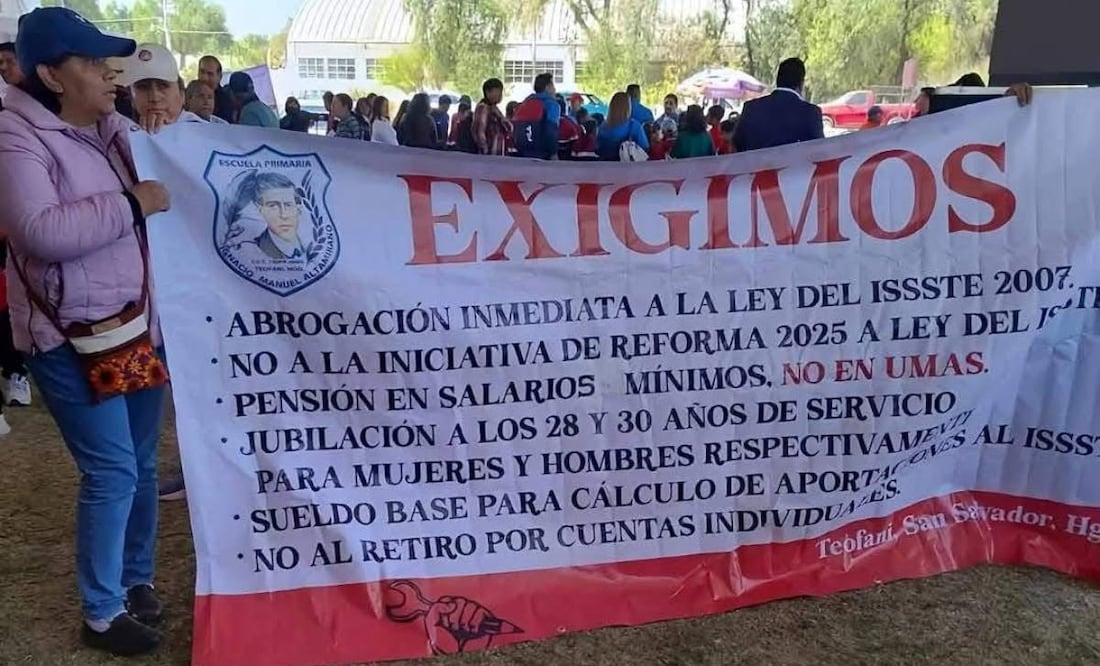 ESCUELA PRIMARIA
IGNACIO MANUEL ALTAMIRANO
TEOFANI, HGO.
EXIGIMOS
· ABROGACIÓN INMEDIATA A LA LEY DEL ISSSTE 2007.
· NO A LA INICIATIVA DE REFORMA 2025 A LEY DEL ISSSTE
· PENSIÓN EN SALARIOS MÍNIMOS, NO EN UMAS.
· JUBILACIÓN A LOS 28 Y 30 AÑOS DE SERVICIO
PARA MUJERES Y HOMBRES RESPECTIVAMENTE
· SUELDO BASE PARA CÁLCULO DE APORTACIONES AL ISSST
· NO AL RETIRO POR CUENTAS INDIVIDUALES.
Teofani, San Salvador, Hg